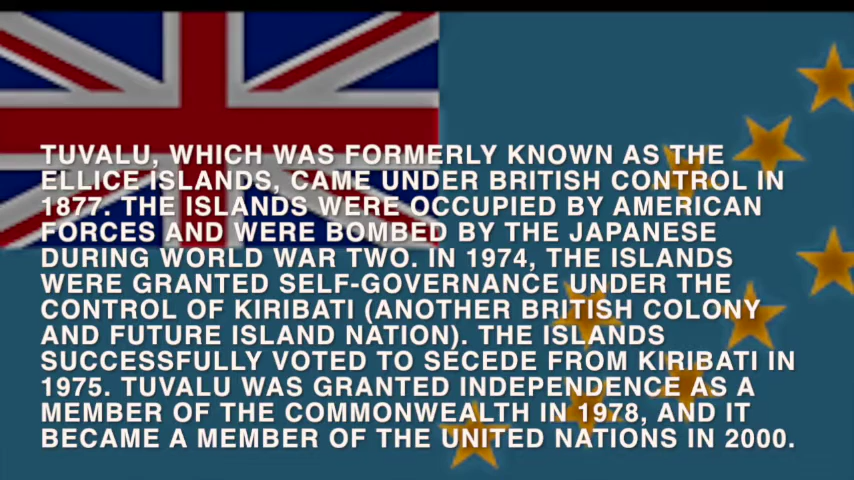 TUVALU, WHICH WAS FORMERLY KNOWN AS THE
ELLICE ISLANDS, CAME UNDER BRITISH CONTROL IN
1877. THE ISLANDS WERE OCCUPIED BY AMERICAN
FORCES AND WERE BOMBED BY THE JAPANESE
DURING WORLD WAR TWO. IN 1974, THE ISLANDS
WERE GRANTED SELF-GOVERNANCE UNDER THE
CONTROL OF KIRIBATI (ANOTHER BRITISH COLONY
AND FUTURE ISLAND NATION). THE ISLANDS
SUCCESSFULLY VOTED TO SECEDE FROM KIRIBATI IN
1975. TUVALU WAS GRANTED INDEPENDENCE AS A
MEMBER OF THE COMMONWEALTH IN 1978, AND IT
BECAME A MEMBER OF THE UNITED NATIONS IN 2000.